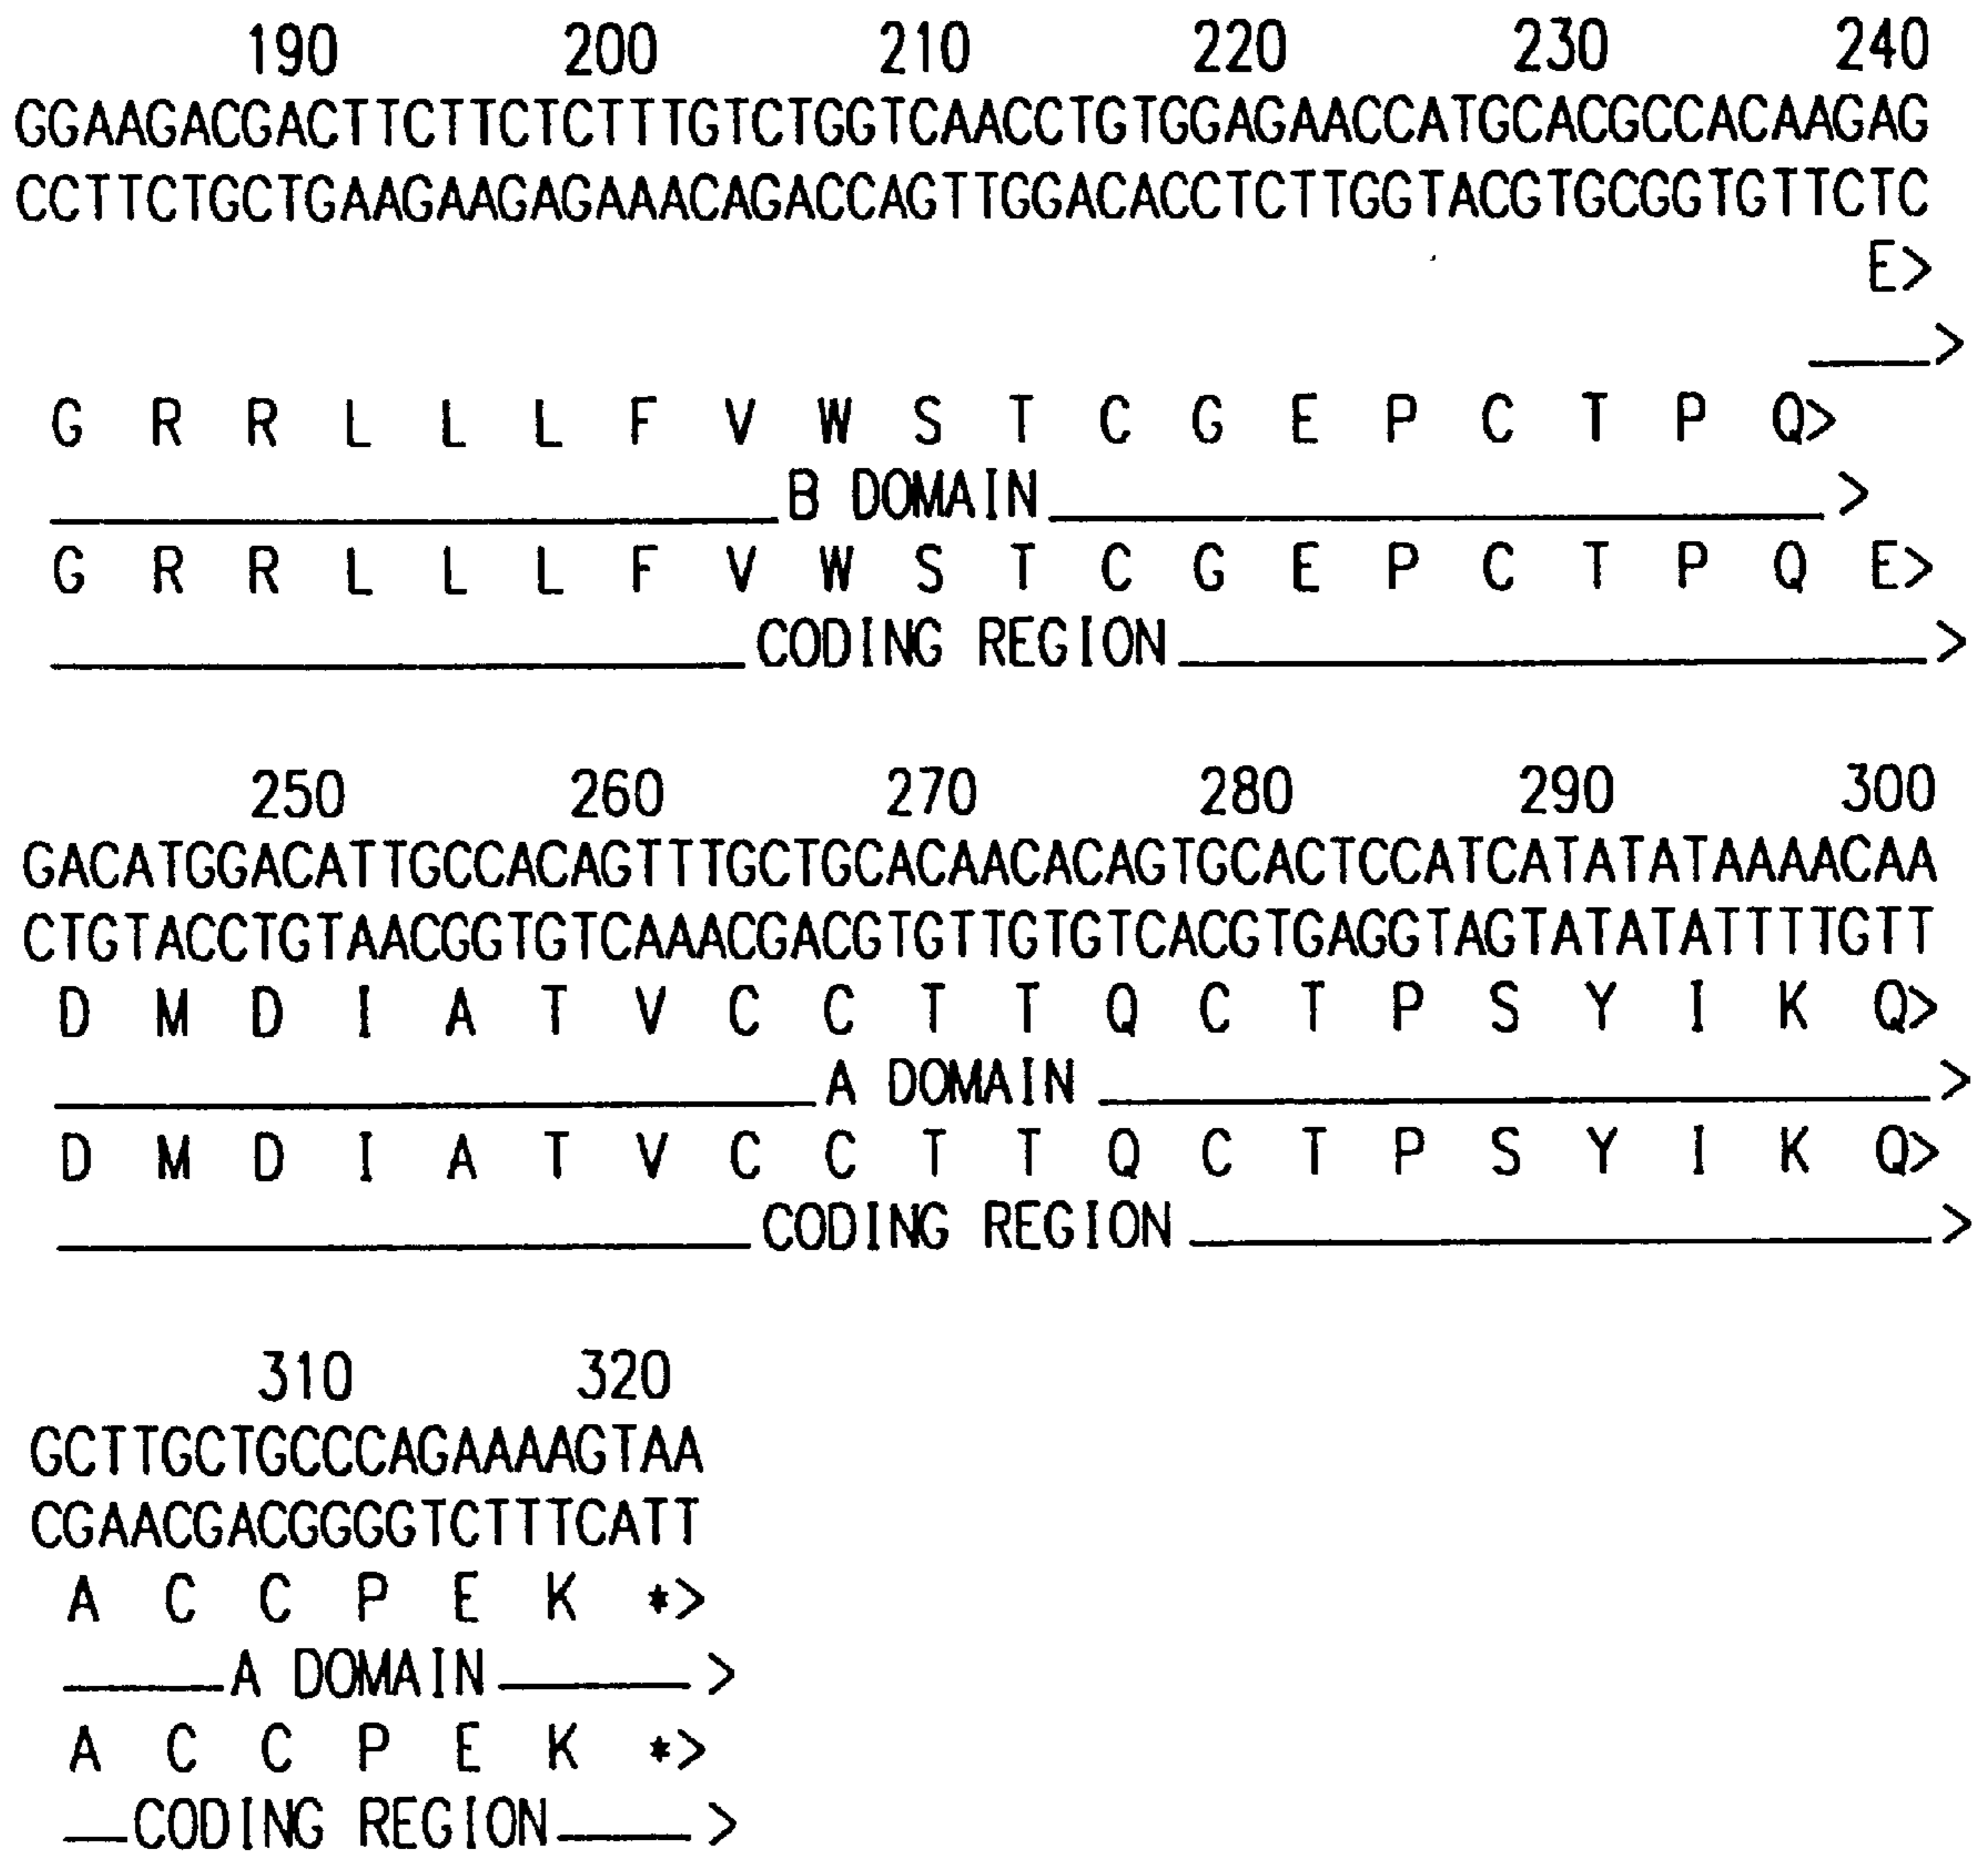 190 200 210 220 230 240
GGAAGACGACTTCTTCTCTTTGTCTGGTCAACCTGTGGAGAACCATGCACGCCACAAGAG
CCTTCTGCTGAAGAAGAGAAACAGACCAGTTGGACACCTCTTGGTACGTGCGGTGTTCTC
E>
>
G R R L L L F V W S T C G E P C T P Q>
B DOMAIN >
G R R L L L F V W S T C G E P C T P Q E>
CODING REGION >
250 260 270 280 290 300
GACATGGACATTGCCACAGTTTGCTGCACAACACAGTGCACTCCATCATATATAAAACAA
CTGTACCTGTAACGGTGTCAAACGACGTGTTGTGTCACGTGAGGTAGTATATATTTTGTT
D M D I A T V C C T T Q C T P S Y I K Q>
A DOMAIN >
D M D I A T V C C T T Q C T P S Y I K Q>
CODING REGION >
310 320
GCTTGCTGCCCAGAAAAGTAA
CGAACGACGGGGTCTTTCATT
A C C P E K *>
A DOMAIN >
A C C P E K *>
CODING REGION >